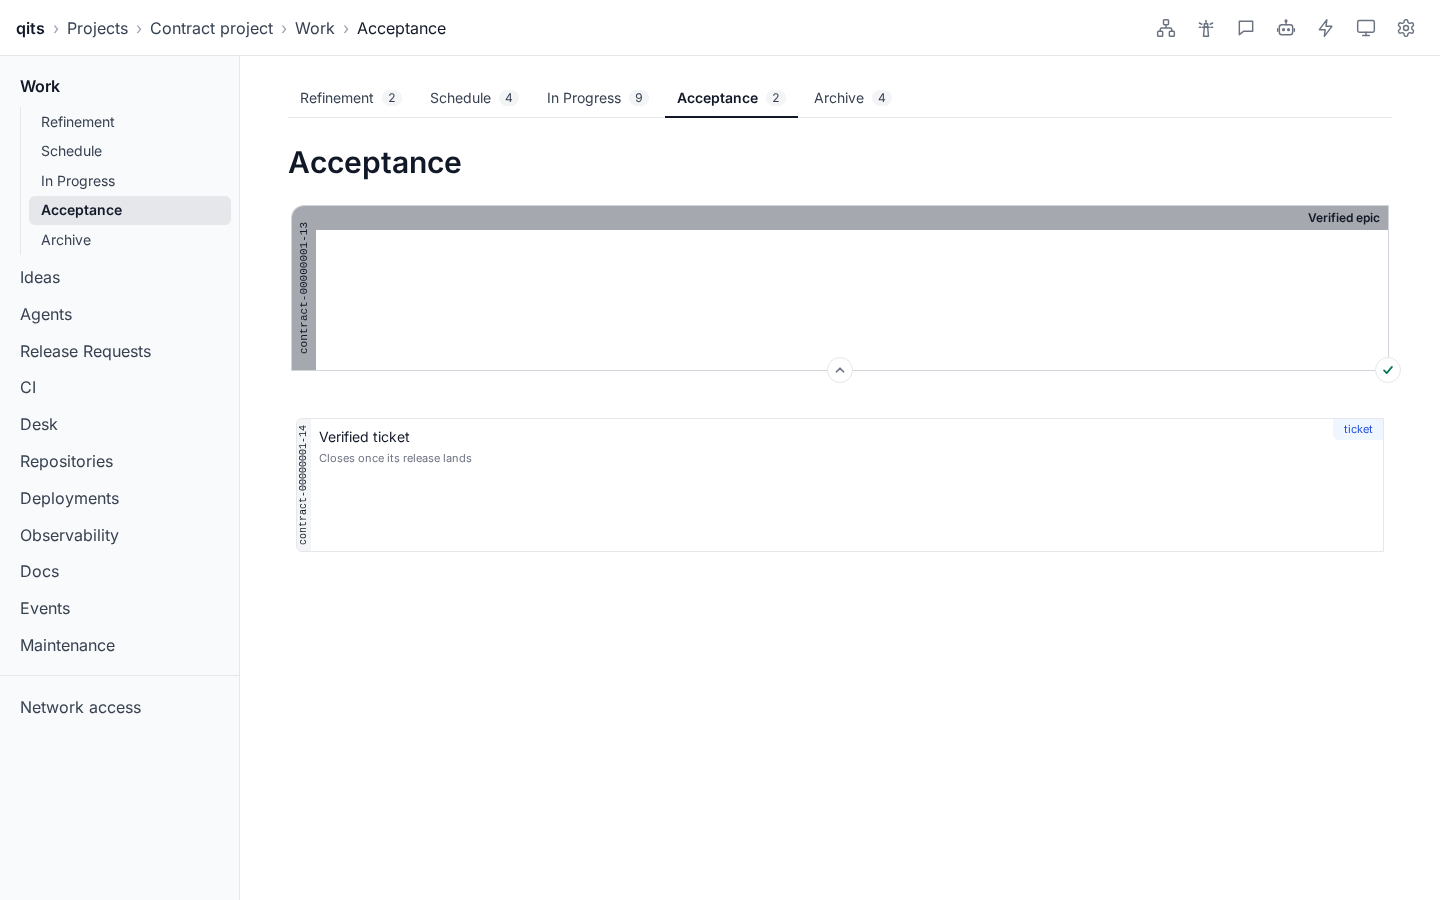 qits › Projects › Contract project › Work › Acceptance
Work
Refinement
Schedule
In Progress
Acceptance
Archive
Ideas
Agents
Release Requests
CI
Desk
Repositories
Deployments
Observability
Docs
Events
Maintenance
Network access
Refinement 2 Schedule 4 In Progress 9 Acceptance 2 Archive 4
Acceptance
Verified epic
contract-00000001-13
contract-00000001-14
Verified ticket
ticket
Closes once its release lands